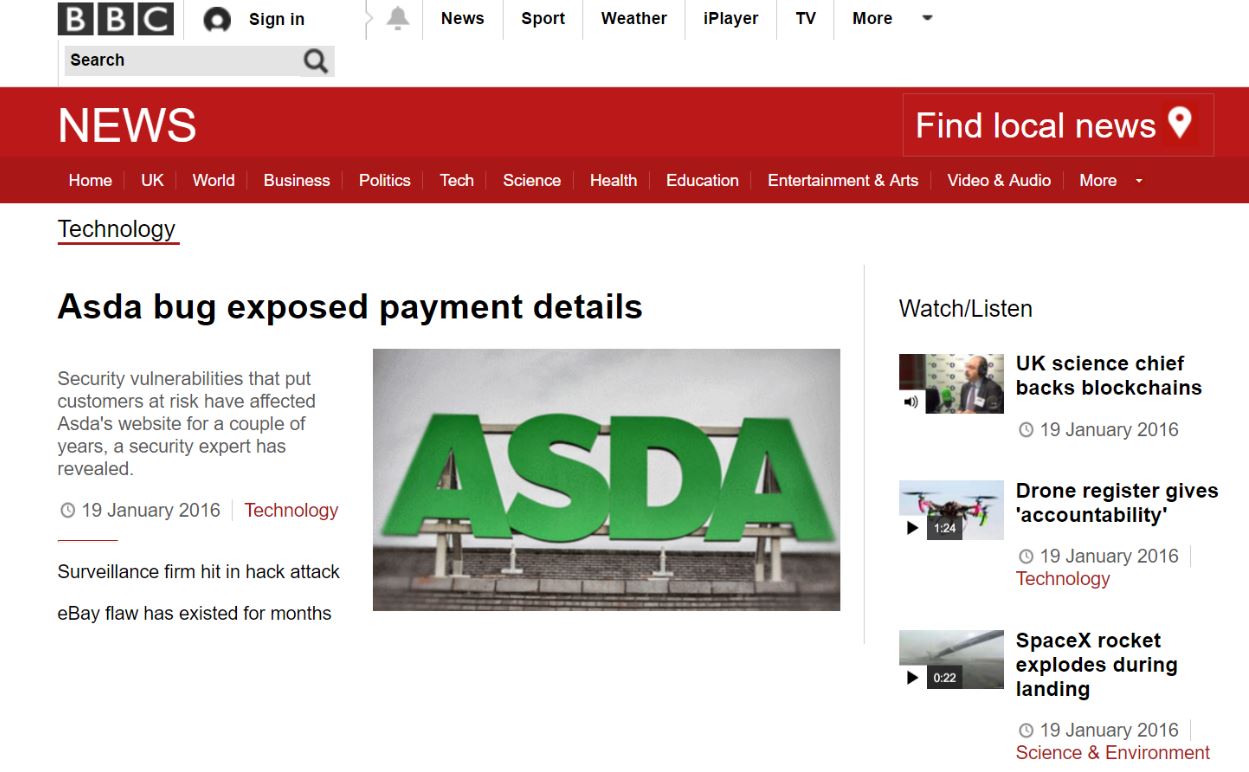 BBC
Sign in
News
Sport
Weather
iPlayer
TV
More
Search
NEWS
Find local news
Home
UK
World
Business
Politics
Tech
Science
Health
Education
Entertainment & Arts
Video & Audio
More
Technology
Asda bug exposed payment details
Security vulnerabilities that put
customers at risk have affected
Asda's website for a couple of
years, a security expert has
revealed.
19 January 2016
Technology
Surveillance firm hit in hack attack
eBay flaw has existed for months
ASDA
Watch/Listen
UK science chief
backs blockchains
19 January 2016
1:24
Drone register gives
'accountability'
19 January 2016
Technology
0:22
SpaceX rocket
explodes during
landing
19 January 2016
Science & Environment